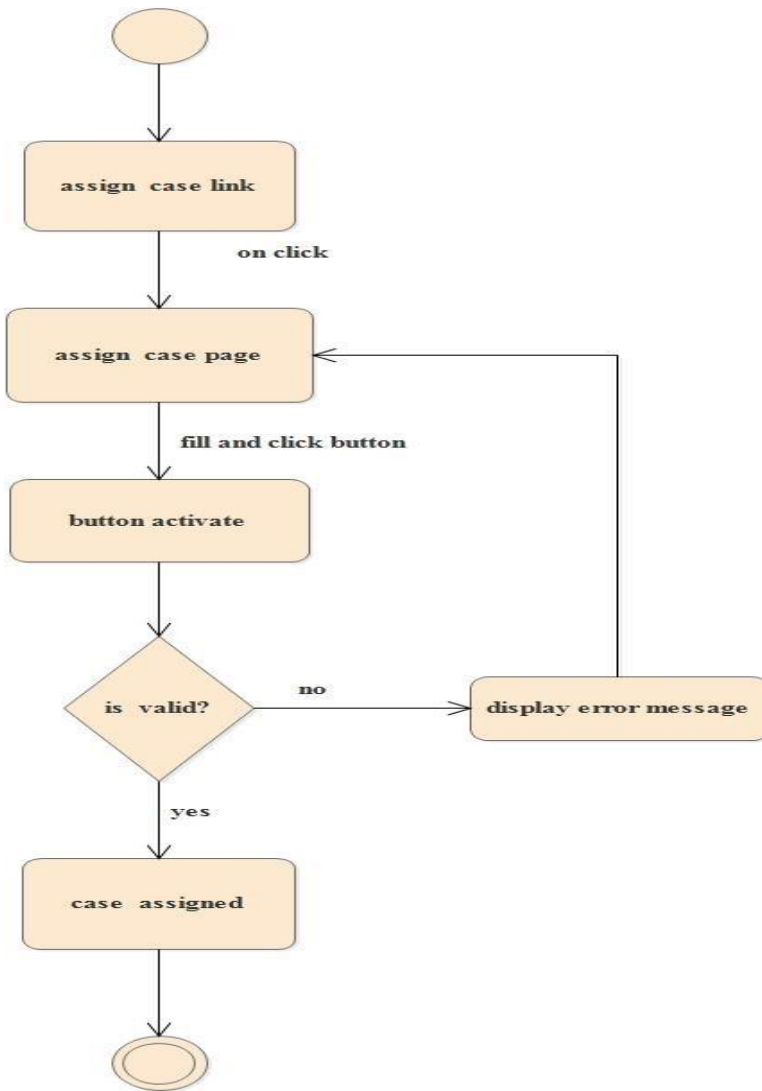 assign case link
on click
assign case page
fill and click button
button activate
is valid?
no
display error message
yes
case assigned